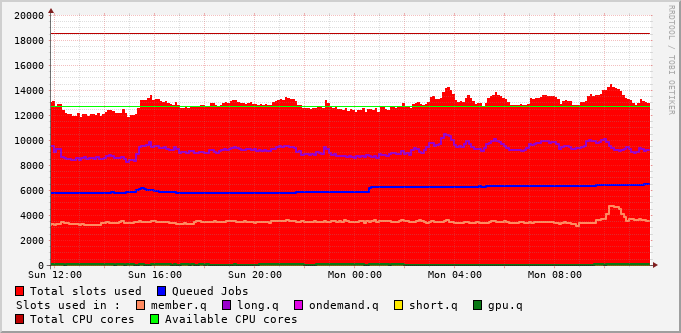 RRDTOOL / TOBI OETIKER
20000
18000
16000
14000
12000
10000
8000
6000
4000
2000
0
Sun 12:00 Sun 16:00 Sun 20:00 Mon 00:00 Mon 04:00 Mon 08:00
Total slots used Queued Jobs
Slots used in : member.q long.q ondemand.q short.q gpu.q
Total CPU cores Available CPU cores